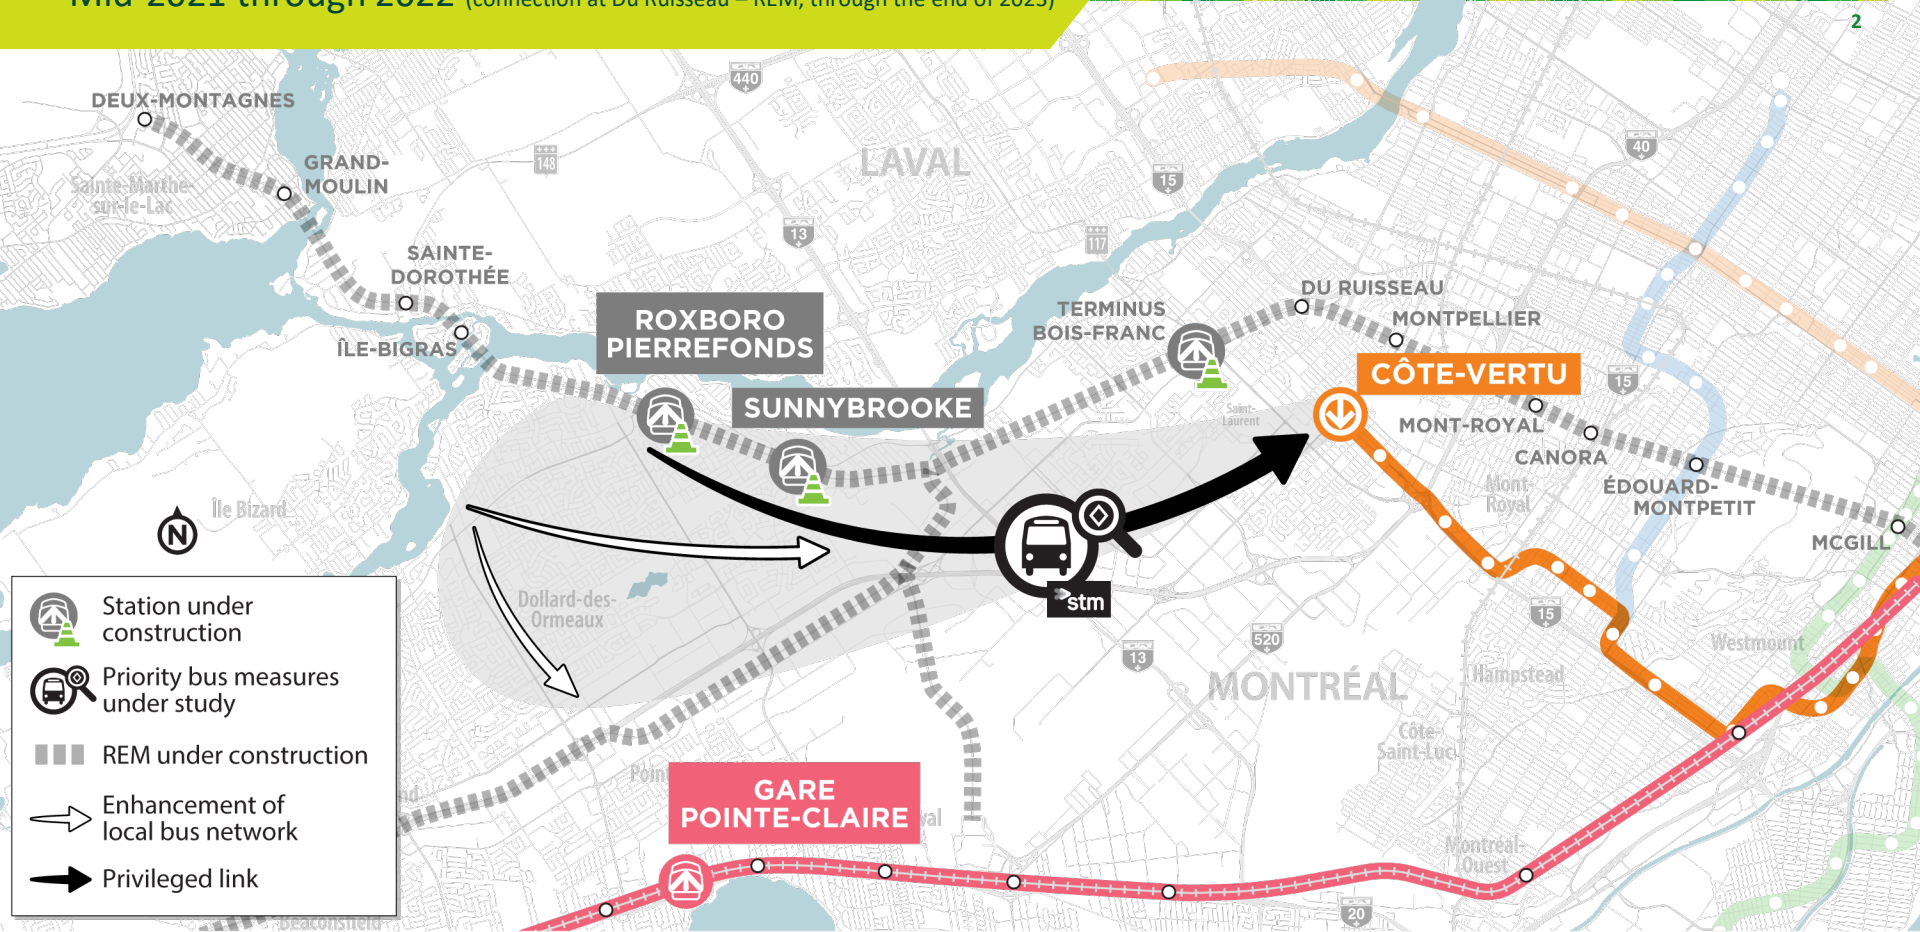 Mid-2021 through 2022 (connection at Du Ruisseau – REM, through the end of 2023)
2
440
DEUX-MONTAGNES
40
148
LAVAL
GRAND-
MOULIN
15
Sainte-Marthe-
sur-le-Lac
13
117
SAINTE-
DOROTHÉE
DU RUISSEAU
TERMINUS
BOIS-FRANC
MONTPELLIER
ROXBORO
PIERREFONDS
ÎLE-BIGRAS
CÔTE-VERTU
15
SUNNYBROOKE
Saint-
Laurent
MONT-ROYAL
CANORA
Mont-
Royal
ÉDOUARD-
MONTPETIT
Île Bizard
N
MCGILL
stm
Dollard-des-
Ormeaux
15
520
13
Westmount
Hampstead
MONTRÉAL
Côte-
Saint-Luc
GARE
POINTE-CLAIRE
Montréal-
Ouest
20
Beaconsfield
Station under
construction
Priority bus measures
under study
REM under construction
Enhancement of
local bus network
Privileged link